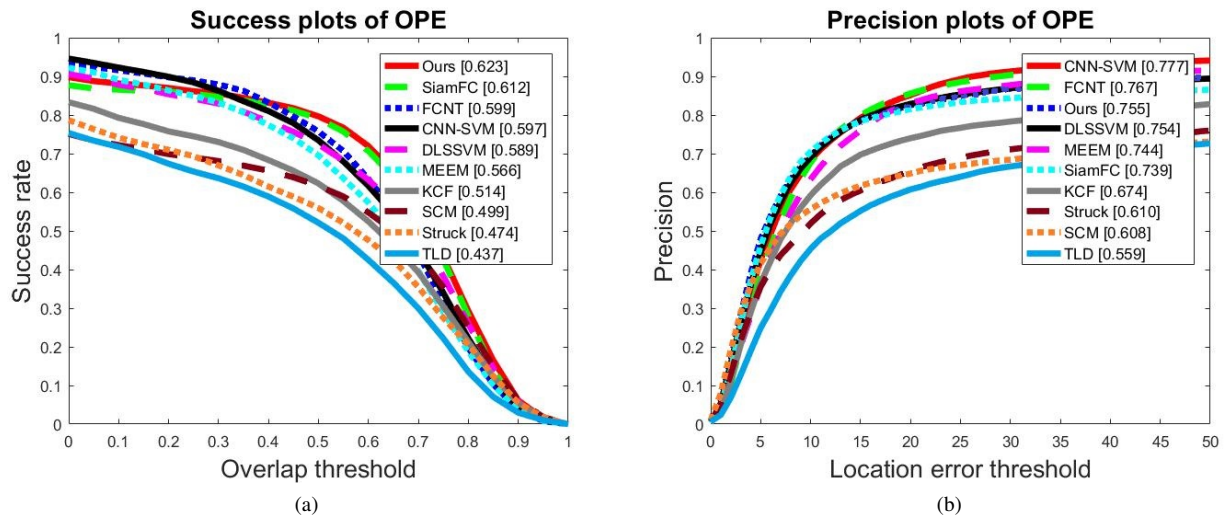 Success plots of OPE
1
0.9
0.8
0.7
0.6
0.5
0.4
0.3
0.2
0.1
0
Success rate
Ours [0.623]
SiamFC [0.612]
FCNT [0.599]
CNN-SVM [0.597]
DLSSVM [0.589]
MEEM [0.566]
KCF [0.514]
SCM [0.499]
Struck [0.474]
TLD [0.437]
0 0.1 0.2 0.3 0.4 0.5 0.6 0.7 0.8 0.9 1
Overlap threshold
(a)
Precision plots of OPE
1
0.9
0.8
0.7
0.6
0.5
0.4
0.3
0.2
0.1
0
Precision
CNN-SVM [0.777]
FCNT [0.767]
Ours [0.755]
DLSSVM [0.754]
MEEM [0.744]
SiamFC [0.739]
KCF [0.674]
Struck [0.610]
SCM [0.608]
TLD [0.559]
0 5 10 15 20 25 30 35 40 45 50
Location error threshold
(b)